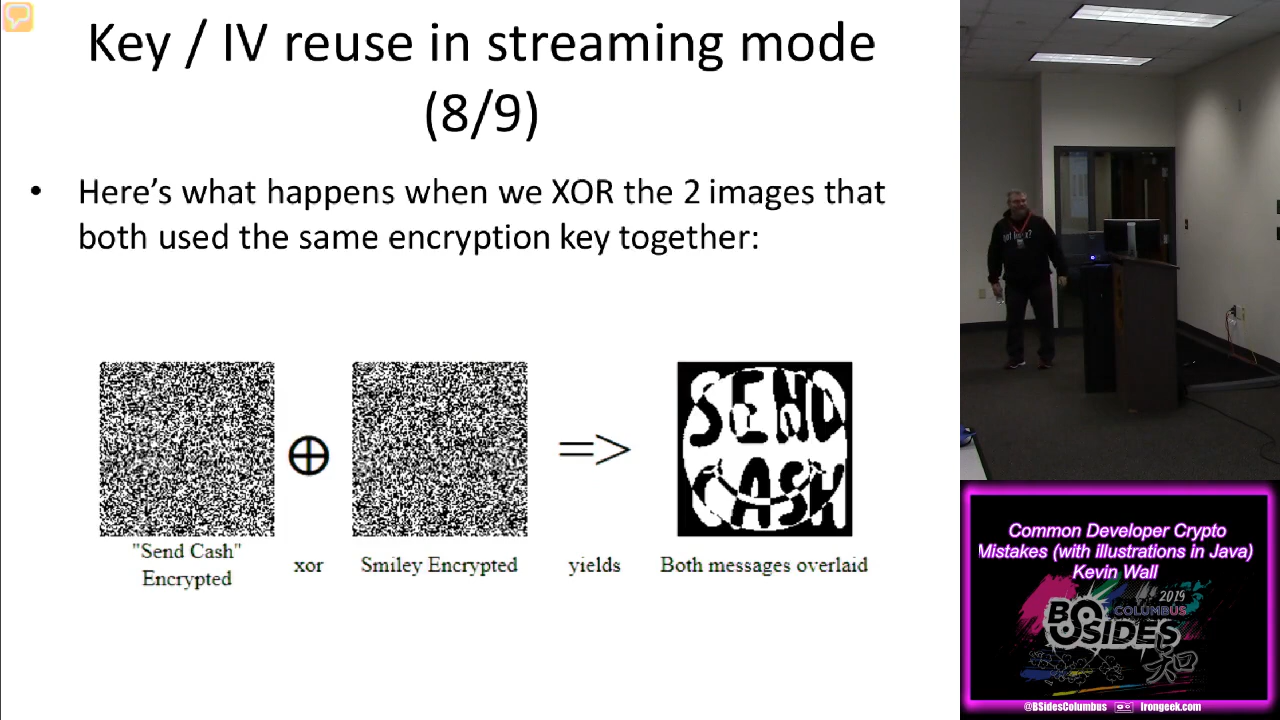 Key / IV reuse in streaming mode
(8/9)
• Here’s what happens when we XOR the 2 images that
both used the same encryption key together:
SEND
CASH
⊕
=>
"Send Cash"
Encrypted
xor
Smiley Encrypted
yields
Both messages overlaid
Common Developer Crypto
Mistakes (with illustrations in Java)
Kevin Wall
2019
BSIDES
COLUMBUS
@BSidesColumbus
Irongeek.com